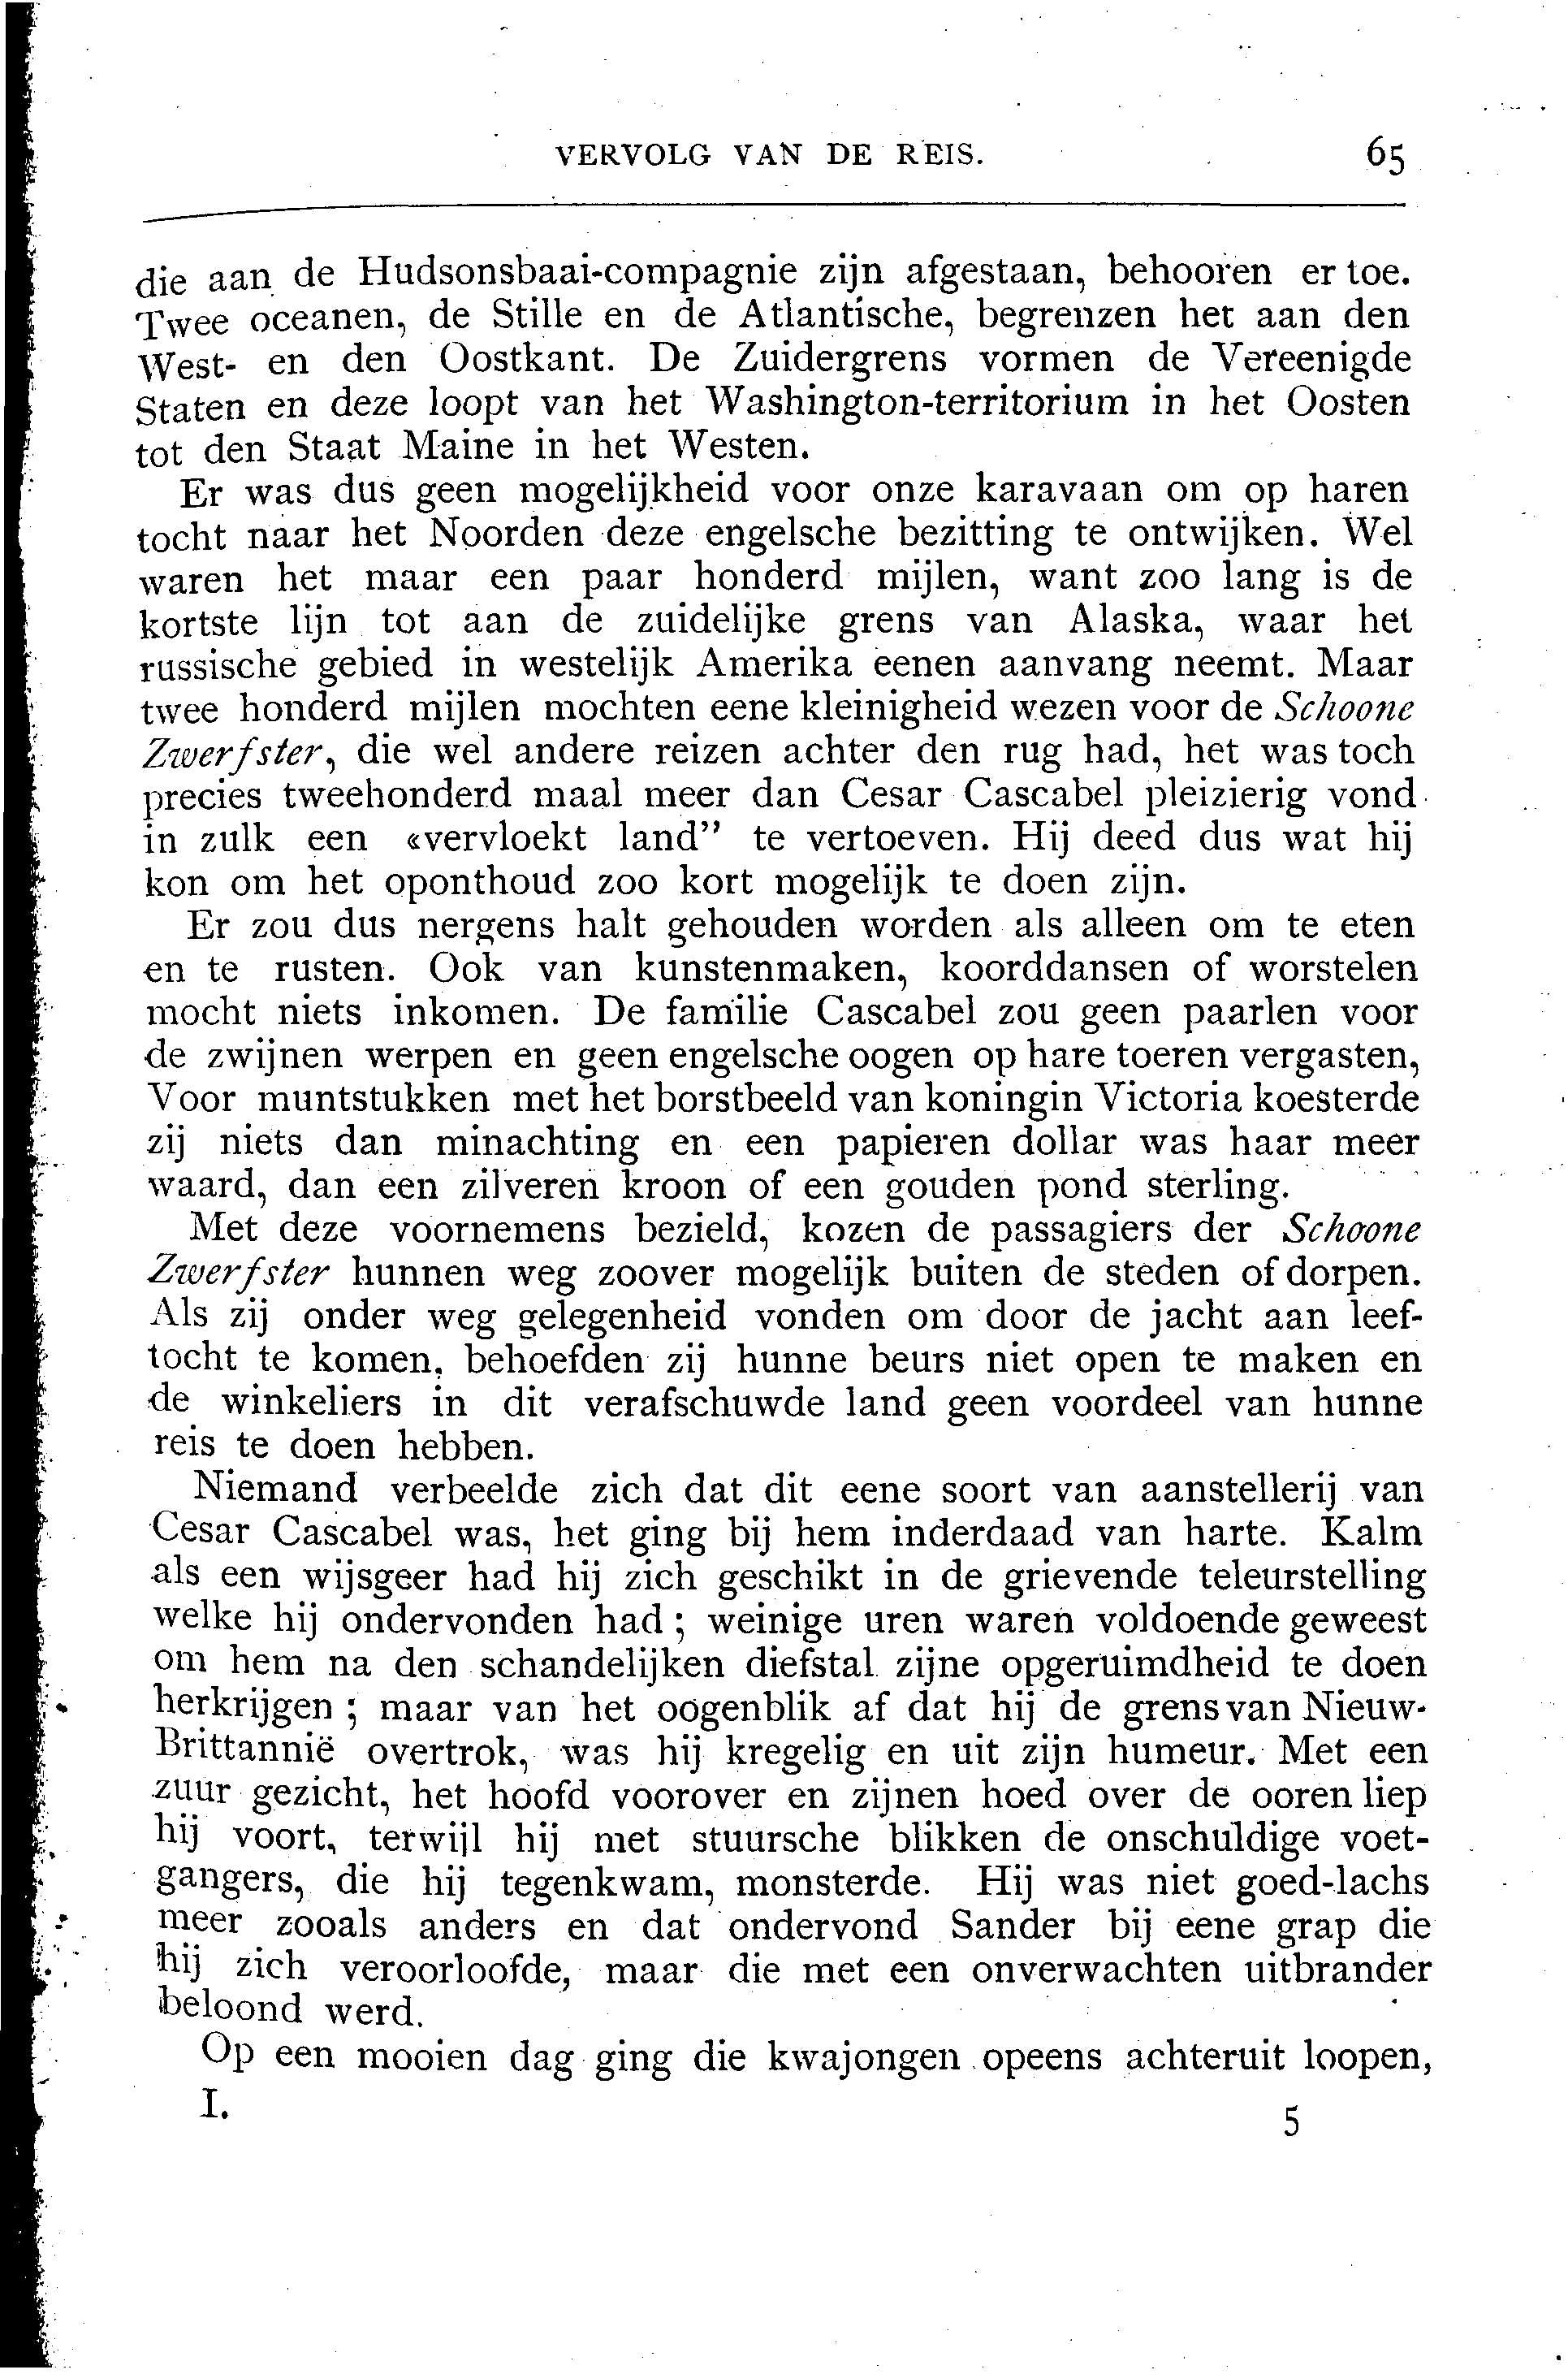 VERVOLG VAN DE REIS. 65
die aan de Hudsonsbaai-compagnie zijn afgestaan, behooren er toe.
Twee oceanen, de Stille en de Atlantische, begrenzen het aan den
West- en den Oostkant. De Zuidergrens vormen de Vereenigde
Staten en deze loopt van het Washington-territorium in het Oosten
tot den Staat Maine in het Westen.
Er was dus geen mogelijkheid voor onze karavaan om op haren
tocht naar het Noorden deze engelsche bezitting te ontwijken. Wel
waren het maar een paar honderd mijlen, want zoo lang is de
kortste lijn tot aan de zuidelijke grens van Alaska, waar het
russische gebied in westelijk Amerika eenen aanvang neemt. Maar
twee honderd mijlen mochten eene kleinigheid wezen voor de Schoone
Zwerfster, die wel andere reizen achter den rug had, het was toch
precies tweehonderd maal meer dan Cesar Cascabel pleizierig vond
in zulk een «vervloekt land” te vertoeven. Hij deed dus wat hij
kon om het oponthoud zoo kort mogelijk te doen zijn.
Er zou dus nergens halt gehouden worden als alleen om te eten
en te rusten. Ook van kunstenmaken, koorddansen of worstelen
mocht niets inkomen. De familie Cascabel zou geen paarlen voor
de zwijnen werpen en geen engelsche oogen op hare toeren vergasten,
Voor muntstukken met het borstbeeld van koningin Victoria koesterde
zij niets dan minachting en een papieren dollar was haar meer
waard, dan een zilveren kroon of een gouden pond sterling.
Met deze voornemens bezield, kozen de passagiers der Schoone
Zwerfster hunnen weg zoover mogelijk buiten de steden of dorpen.
Als zij onder weg gelegenheid vonden om door de jacht aan leef-
tocht te komen, behoefden zij hunne beurs niet open te maken en
de winkeliers in dit verafschuwde land geen voordeel van hunne
reis te doen hebben.
Niemand verbeelde zich dat dit eene soort van aanstellerij van
Cesar Cascabel was, het ging bij hem inderdaad van harte. Kalm
als een wijsgeer had hij zich geschikt in de grievende teleurstelling
welke hij ondervonden had; weinige uren waren voldoende geweest
om hem na den schandelijken diefstal zijne opgeruimdheid te doen
herkrijgen; maar van het oogenblik af dat hij de grens van Nieuw-
Brittannië overtrok, was hij kregelig en uit zijn humeur. Met een
zuur gezicht, het hoofd voorover en zijnen hoed over de ooren liep
hij voort, terwijl hij met stuursche blikken de onschuldige voet-
gangers, die hij tegenkwam, monsterde. Hij was niet goed-lachs
meer zooals anders en dat ondervond Sander bij eene grap die
hij zich veroorloofde, maar die met een onverwachten uitbrander
beloond werd.
Op een mooien dag ging die kwajongen opeens achteruit loopen,
I. 5